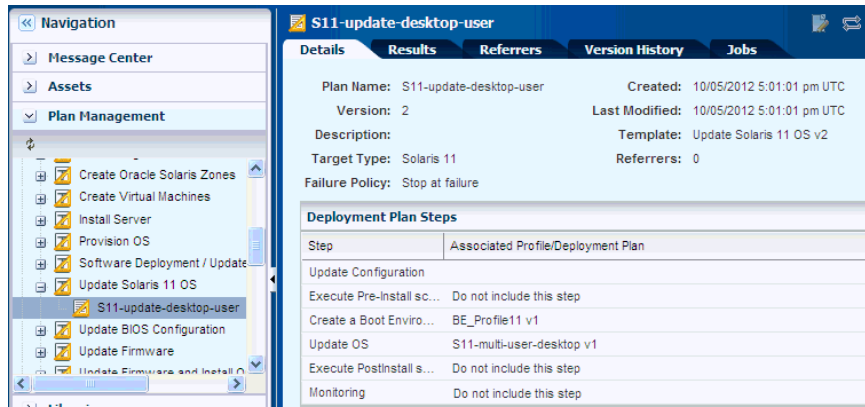 Navigation
Message Center
Assets
Plan Management
Create Oracle Solaris Zones
Create Virtual Machines
Install Server
Provision OS
Software Deployment / Update
Update Solaris 11 OS
S11-update-desktop-user
Update BIOS Configuration
Update Firmware
Update Firmware and Install O
S11-update-desktop-user
Details Results Referrers Version History Jobs
Plan Name: S11-update-desktop-user Created: 10/05/2012 5:01:01 pm UTC
Version: 2 Last Modified: 10/05/2012 5:01:01 pm UTC
Description: Template: Update Solaris 11 OS v2
Target Type: Solaris 11 Referrers: 0
Failure Policy: Stop at failure
Deployment Plan Steps
Step Associated Profile/Deployment Plan
Update Configuration
Execute Pre-Install sc... Do not include this step
Create a Boot Enviro... BE_Profile11 v1
Update OS S11-multi-user-desktop v1
Execute PostInstall s... Do not include this step
Monitoring Do not include this step